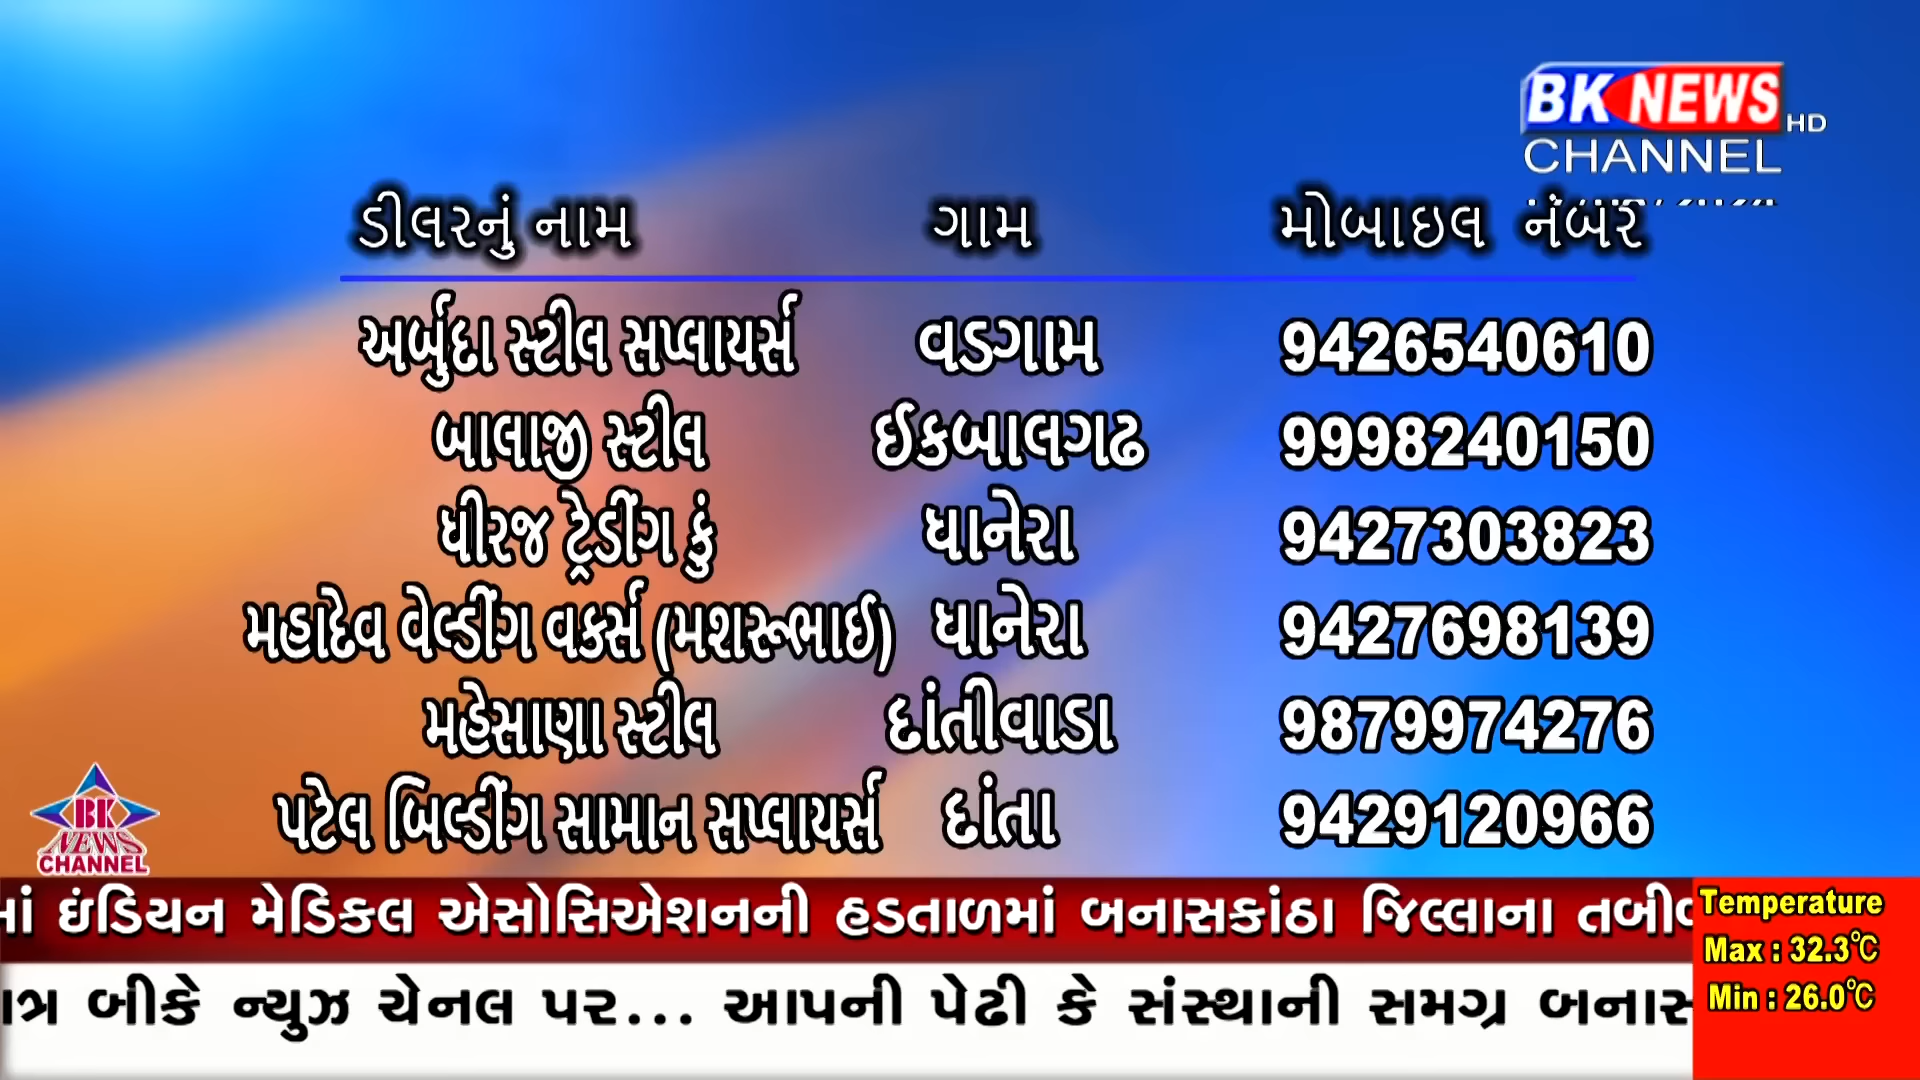 BK NEWS HD
CHANNEL
ડીલરનું નામ ગામ મોબાઇલ નંબર
અર્બુદા સ્ટીલ સપ્લાયર્સ વડગામ 9426540610
બાલાજી સ્ટીલ ઈકબાલગઢ 9998240150
ધીરજ ટ્રેડીંગ કું ધાનેરા 9427303823
મહાદેવ વેલ્ડીંગ વર્ક્સ (મશરૂભાઈ) ધાનેરા 9427698139
મહેસાણા સ્ટીલ દાંતીવાડા 9879974276
પટેલ બિલ્ડીંગ સામાન સપ્લાયર્સ દાંતા 9429120966
BK
NEWS
CHANNEL
ઇંડિયન મેડિકલ એસોસિએશનની હડતાળમાં બનાસકાંઠા જિલ્લાના
બીકે ન્યુઝ ચેનલ પર... આપની પેઢી કે સંસ્થાની સમગ્ર
Temperature
Max : 32.3℃
Min : 26.0℃